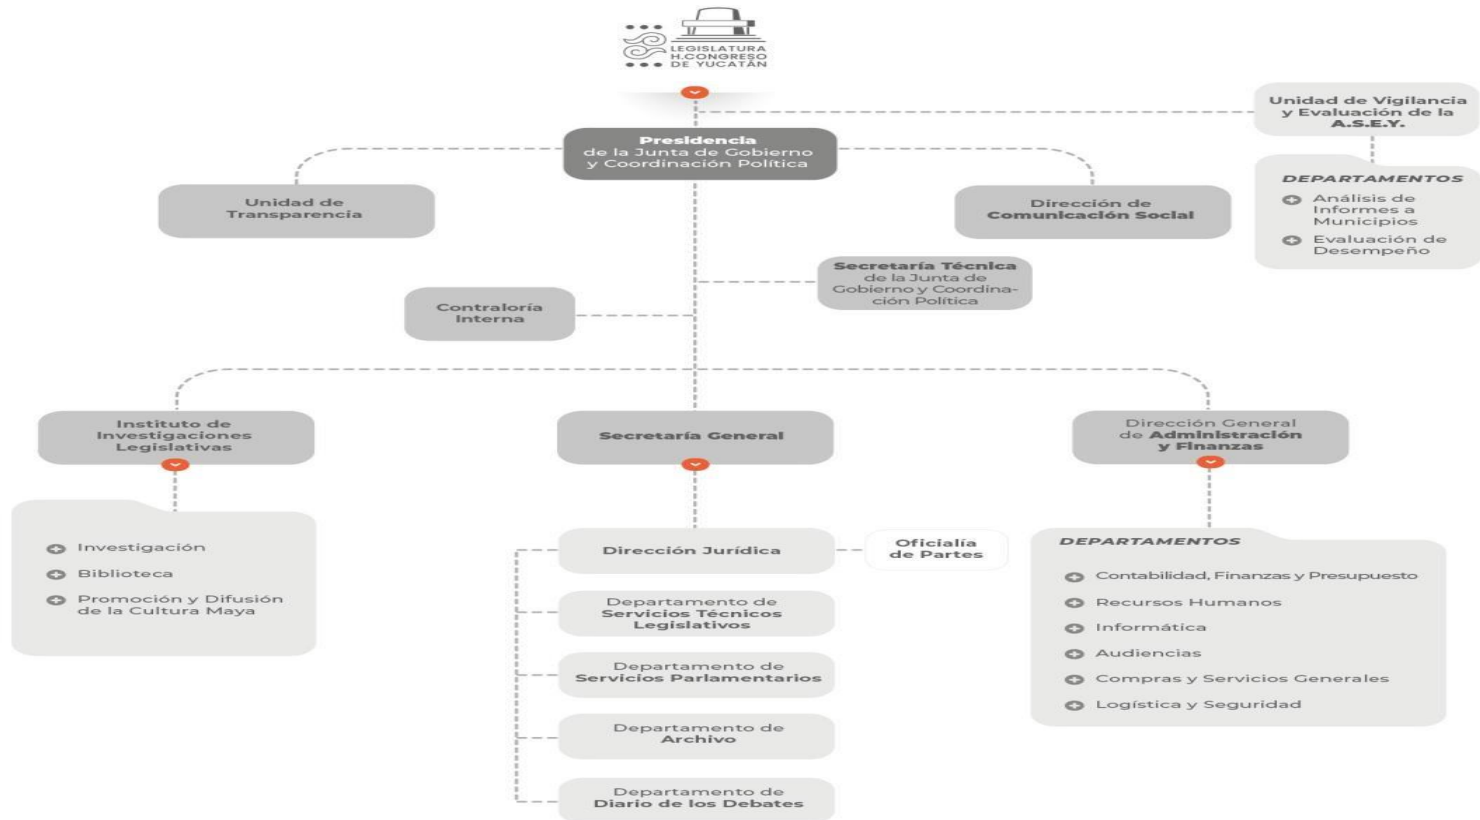 LEGISLATURA
H.CONGRESO
DE YUCATÁN
Unidad de Vigilancia
y Evaluación de la
A.S.E.Y.
Presidencia
de la Junta de Gobierno
y Coordinación Política
DEPARTAMENTOS
Análisis de
Informes a
Municipios
Evaluación de
Desempeño
Unidad de
Transparencia
Dirección de
Comunicación Social
Secretaría Técnica
de la Junta de
Gobierno y Coordina-
ción Política
Contraloría
Interna
Instituto de
Investigaciones
Legislativas
Secretaría General
Dirección General
de Administración
y Finanzas
Investigación
Biblioteca
Promoción y Difusión
de la Cultura Maya
Dirección Jurídica
Oficialía
de Partes
Departamento de
Servicios Técnicos
Legislativos
Departamento de
Servicios Parlamentarios
Departamento de
Archivo
Departamento de
Diario de los Debates
DEPARTAMENTOS
Contabilidad, Finanzas y Presupuesto
Recursos Humanos
Informática
Audiencias
Compras y Servicios Generales
Logística y Seguridad